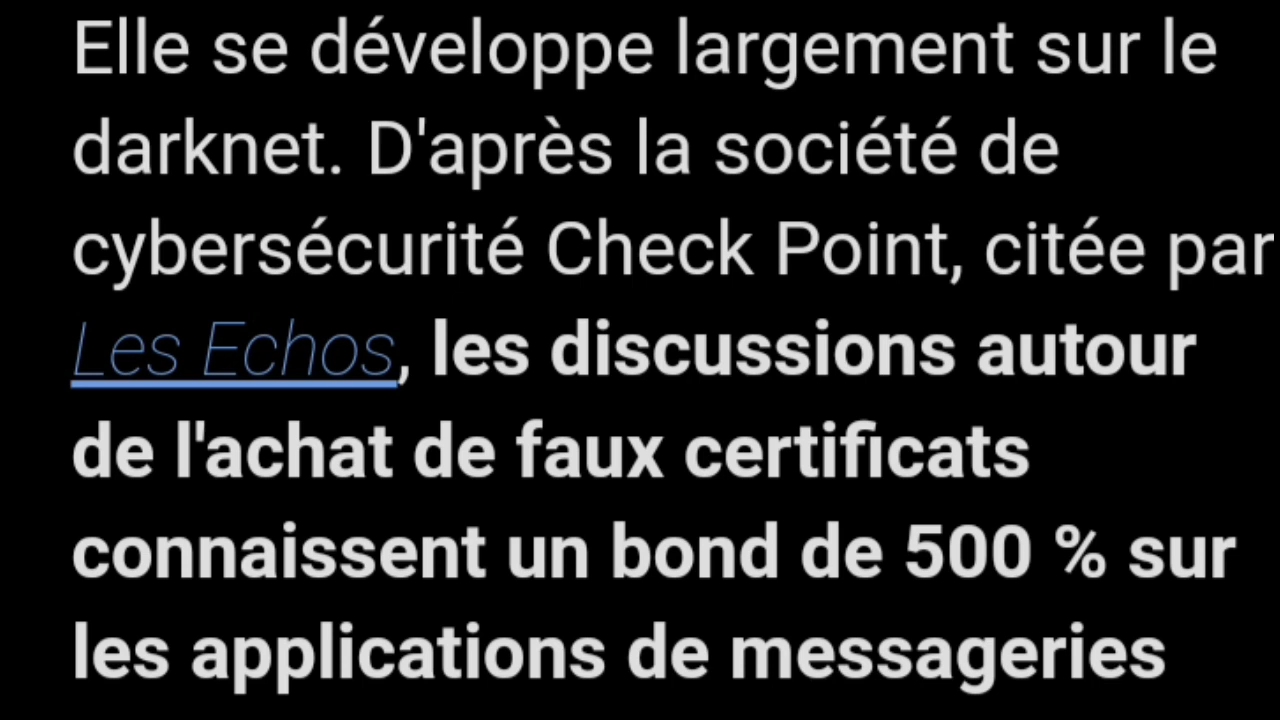 Elle se développe largement sur le
darknet. D'après la société de
cybersécurité Check Point, citée par
Les Echos, les discussions autour
de l'achat de faux certificats
connaissent un bond de 500 % sur
les applications de messageries